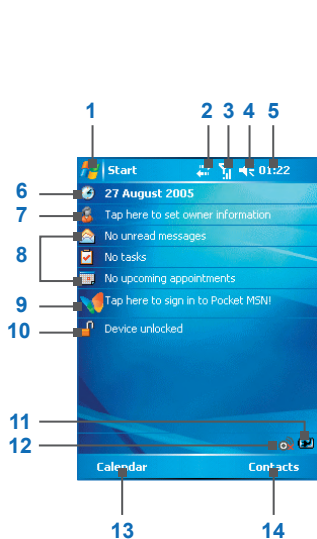 1 2 3 4 5
Start 01:22
6 27 August 2005
7 Tap here to set owner information
No unread messages
8 No tasks
No upcoming appointments
9 Tap here to sign in to Pocket MSN!
10 Device unlocked
11
12
Calendar Contacts
13 14